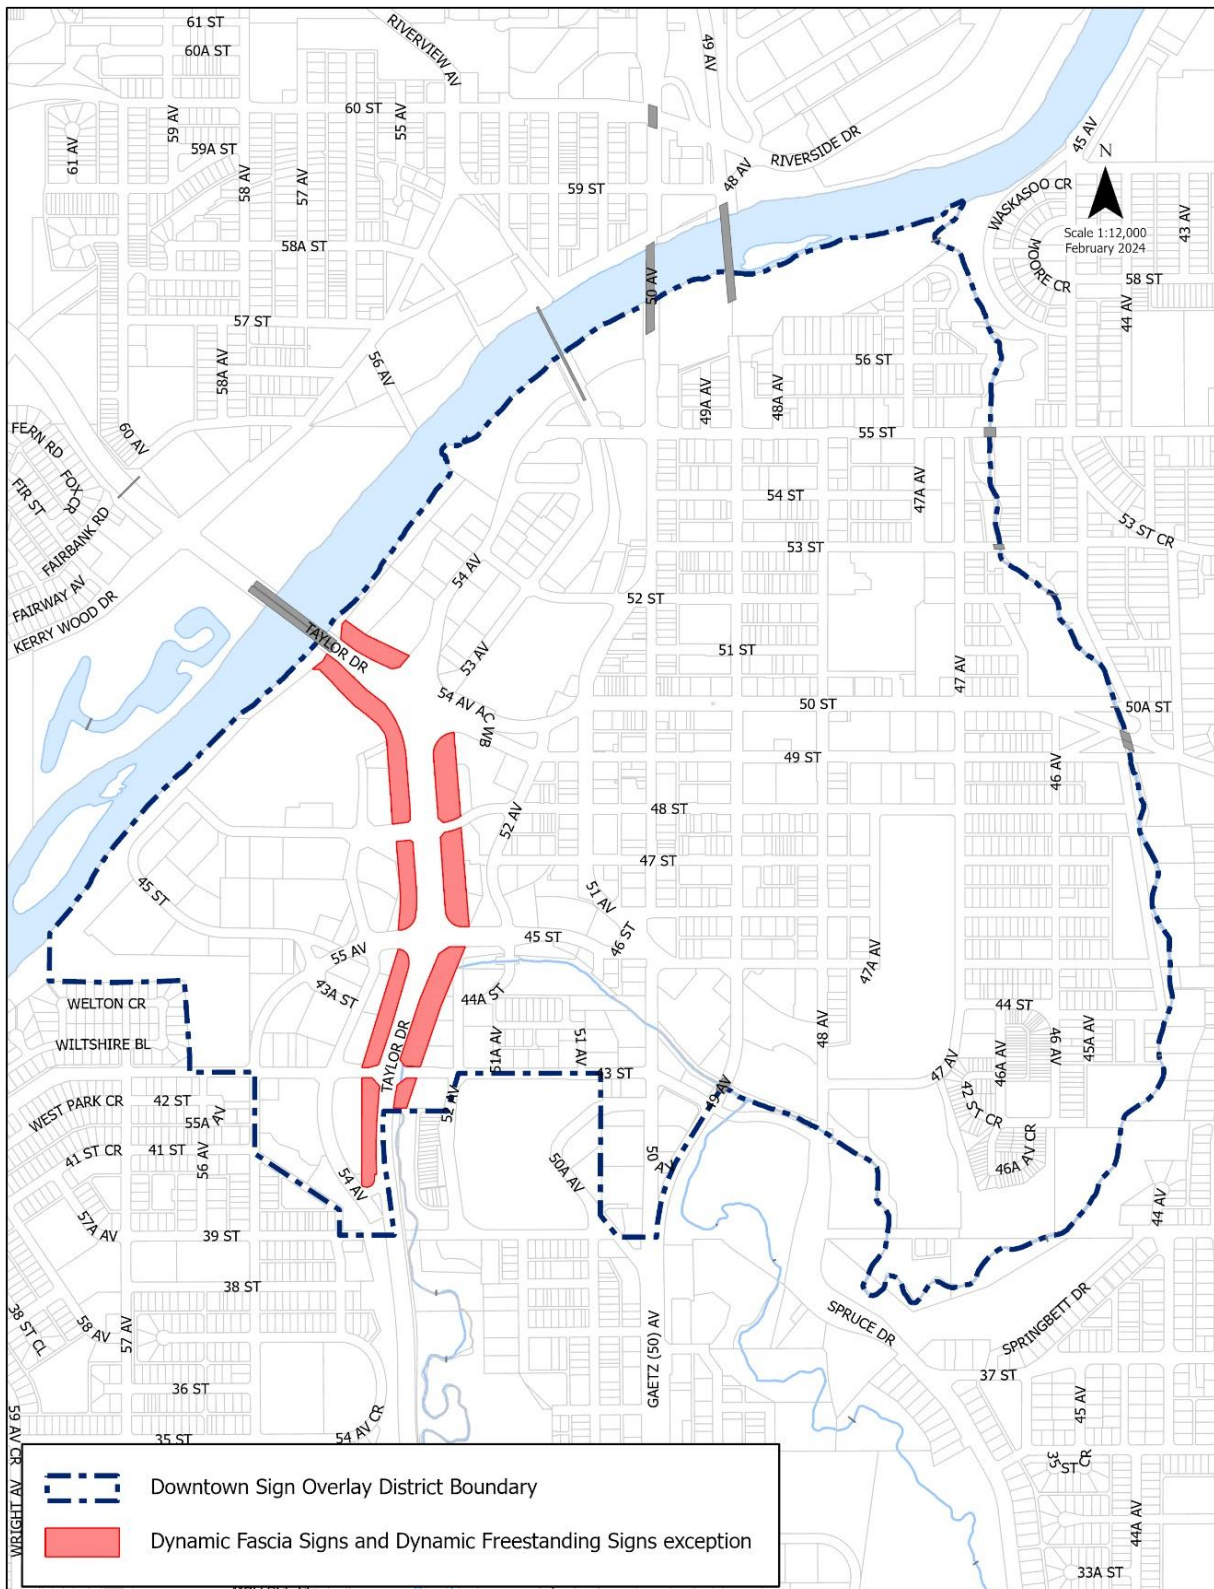 61 ST
60A ST
RIVERVIEW AV
49 AV
60 ST
55 AV
59 AV
61 AV
59A ST
58 AV
57 AV
59 ST
RIVERSIDE DR
48 AV
45 AV
N
Scale 1:12,000
February 2024
WASKASOO CR
MOORE CR
43 AV
58 ST
44 AV
58A ST
50 AV
57 ST
58A AV
56 AV
56 ST
49A AV
48A AV
55 ST
60 AV
FERN RD
FOX CR
FIR ST
FAIRBANK RD
FAIRWAY AV
KERRY WOOD DR
54 ST
47A AV
53 ST
53 ST CR
54 AV
52 ST
51 ST
TAYLOR DR
53 AV
47 AV
54 AV AC WB
50 ST
50A ST
49 ST
46 AV
48 ST
52 AV
47 ST
45 ST
51 AV
46 ST
45 ST
55 AV
47A AV
43A ST
44A ST
WELTON CR
44 ST
WILTSHIRE BL
TAYLOR DR
51A AV
51 AV
48 AV
46 AV
45A AV
46A AV
47 AV
43 ST
49 AV
42 ST CR
WEST PARK CR
42 ST
55A AV
52 AV
41 ST CR
41 ST
56 AV
50A AV
50 AV
46A AV CR
54 AV
57A AV
39 ST
44 AV
38 ST
38 ST CL
58 AV
57 AV
SPRUCE DR
SPRINGBETT DR
GAETZ (50) AV
37 ST
36 ST
45 AV
59 AV CR
35 ST
54 AV CR
35 ST CR
AV
WRIGHT
Downtown Sign Overlay District Boundary
Dynamic Fascia Signs and Dynamic Freestanding Signs exception
44A AV
33A ST